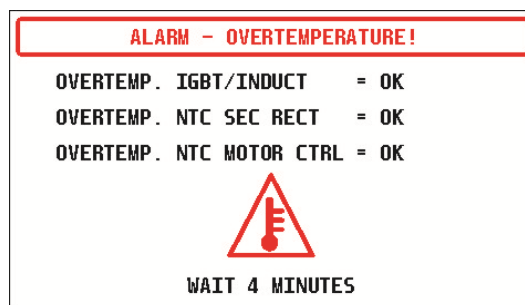 ALARM - OVERTEMPERATURE!
OVERTEMP. IGBT/INDUCT = OK
OVERTEMP. NTC SEC RECT = OK
OVERTEMP. NTC MOTOR CTRL = OK
WAIT 4 MINUTES